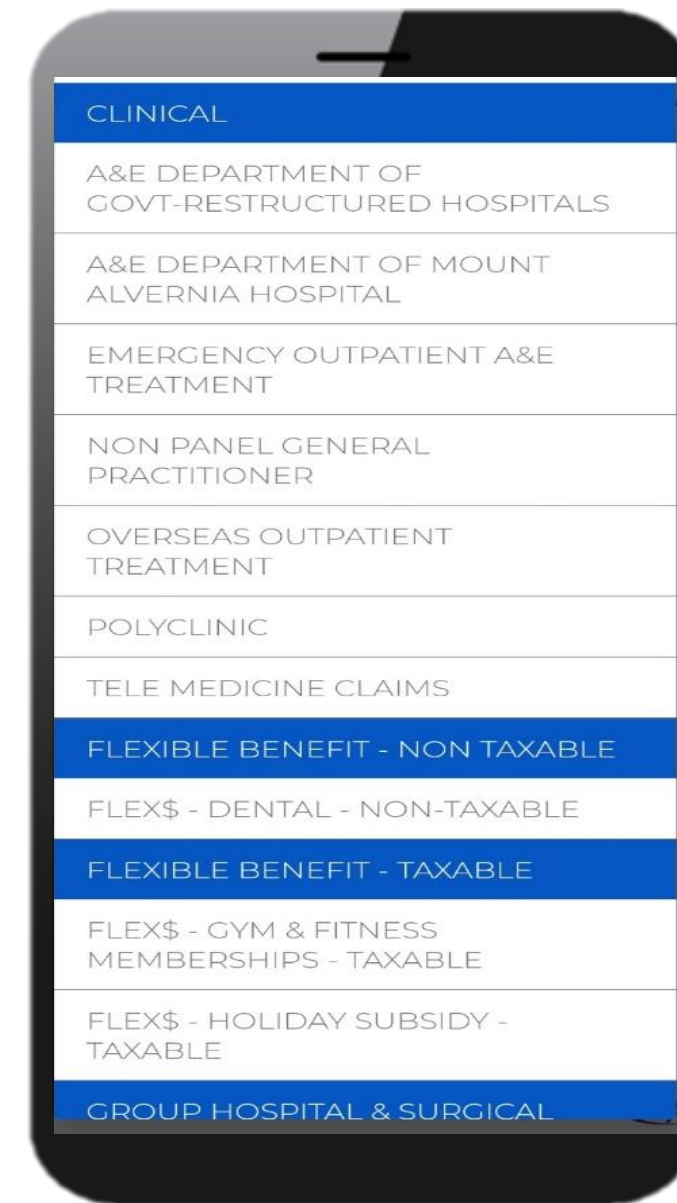 CLINICAL
A&E DEPARTMENT OF
GOVT-RESTRUCTURED HOSPITALS
A&E DEPARTMENT OF MOUNT
ALVERNIA HOSPITAL
EMERGENCY OUTPATIENT A&E
TREATMENT
NON PANEL GENERAL
PRACTITIONER
OVERSEAS OUTPATIENT
TREATMENT
POLYCLINIC
TELE MEDICINE CLAIMS
FLEXIBLE BENEFIT - NON TAXABLE
FLEX$ - DENTAL - NON-TAXABLE
FLEXIBLE BENEFIT - TAXABLE
FLEX$ - GYM & FITNESS
MEMBERSHIPS - TAXABLE
FLEX$ - HOLIDAY SUBSIDY -
TAXABLE
GROUP HOSPITAL & SURGICAL